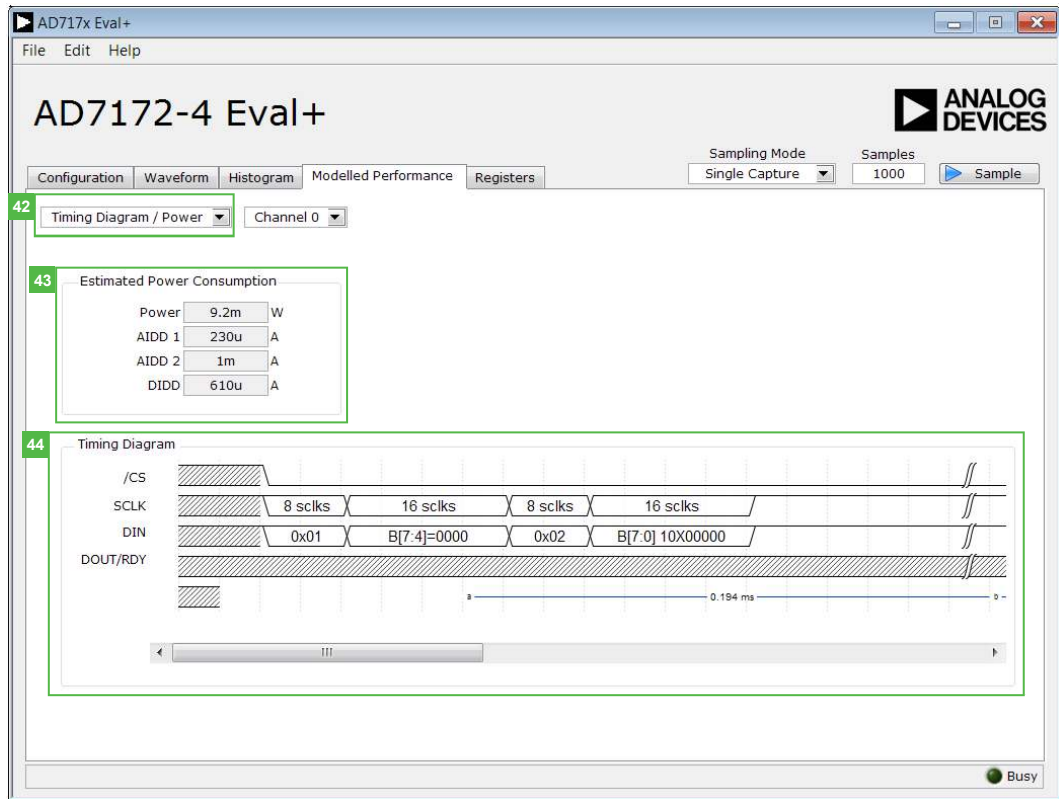 AD717x Eval+
File Edit Help
AD7172-4 Eval+
ANALOG
DEVICES
Sampling Mode
Samples
Configuration Waveform Histogram Modelled Performance Registers
Single Capture
1000
Sample
42
Timing Diagram / Power
Channel 0
43
Estimated Power Consumption
Power 9.2m W
AIDD 1 230u A
AIDD 2 1m A
DIDD 610u A
44
Timing Diagram
/CS
SCLK 8 sclks 16 sclks 8 sclks 16 sclks
DIN 0x01 B[7:4]=0000 0x02 B[7:0] 10X00000
DOUT/RDY
a 0.194 ms b
Busy